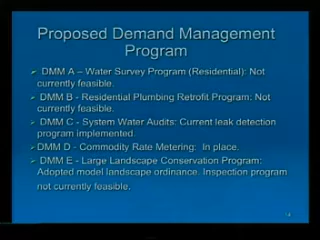 Proposed Demand Management
Program
DMM A – Water Survey Program (Residential): Not
currently feasible.
DMM B - Residential Plumbing Retrofit Program: Not
currently feasible.
DMM C - System Water Audits: Current leak detection
program implemented.
DMM D - Commodity Rate Metering: In place.
DMM E - Large Landscape Conservation Program:
Adopted model landscape ordinance. Inspection program
not currently feasible.
14